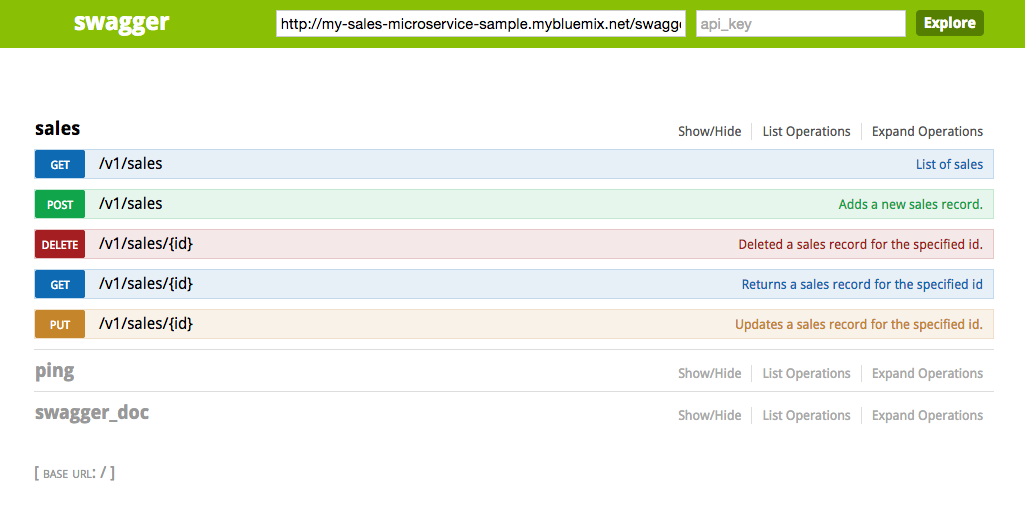 swagger http://my-sales-microservice-sample.mybluemix.net/swagge api_key Explore
sales Show/Hide List Operations Expand Operations
GET /v1/sales List of sales
POST /v1/sales Adds a new sales record.
DELETE /v1/sales/{id} Deleted a sales record for the specified id.
GET /v1/sales/{id} Returns a sales record for the specified id
PUT /v1/sales/{id} Updates a sales record for the specified id.
ping Show/Hide List Operations Expand Operations
swagger_doc Show/Hide List Operations Expand Operations
[ BASE URL: / ]